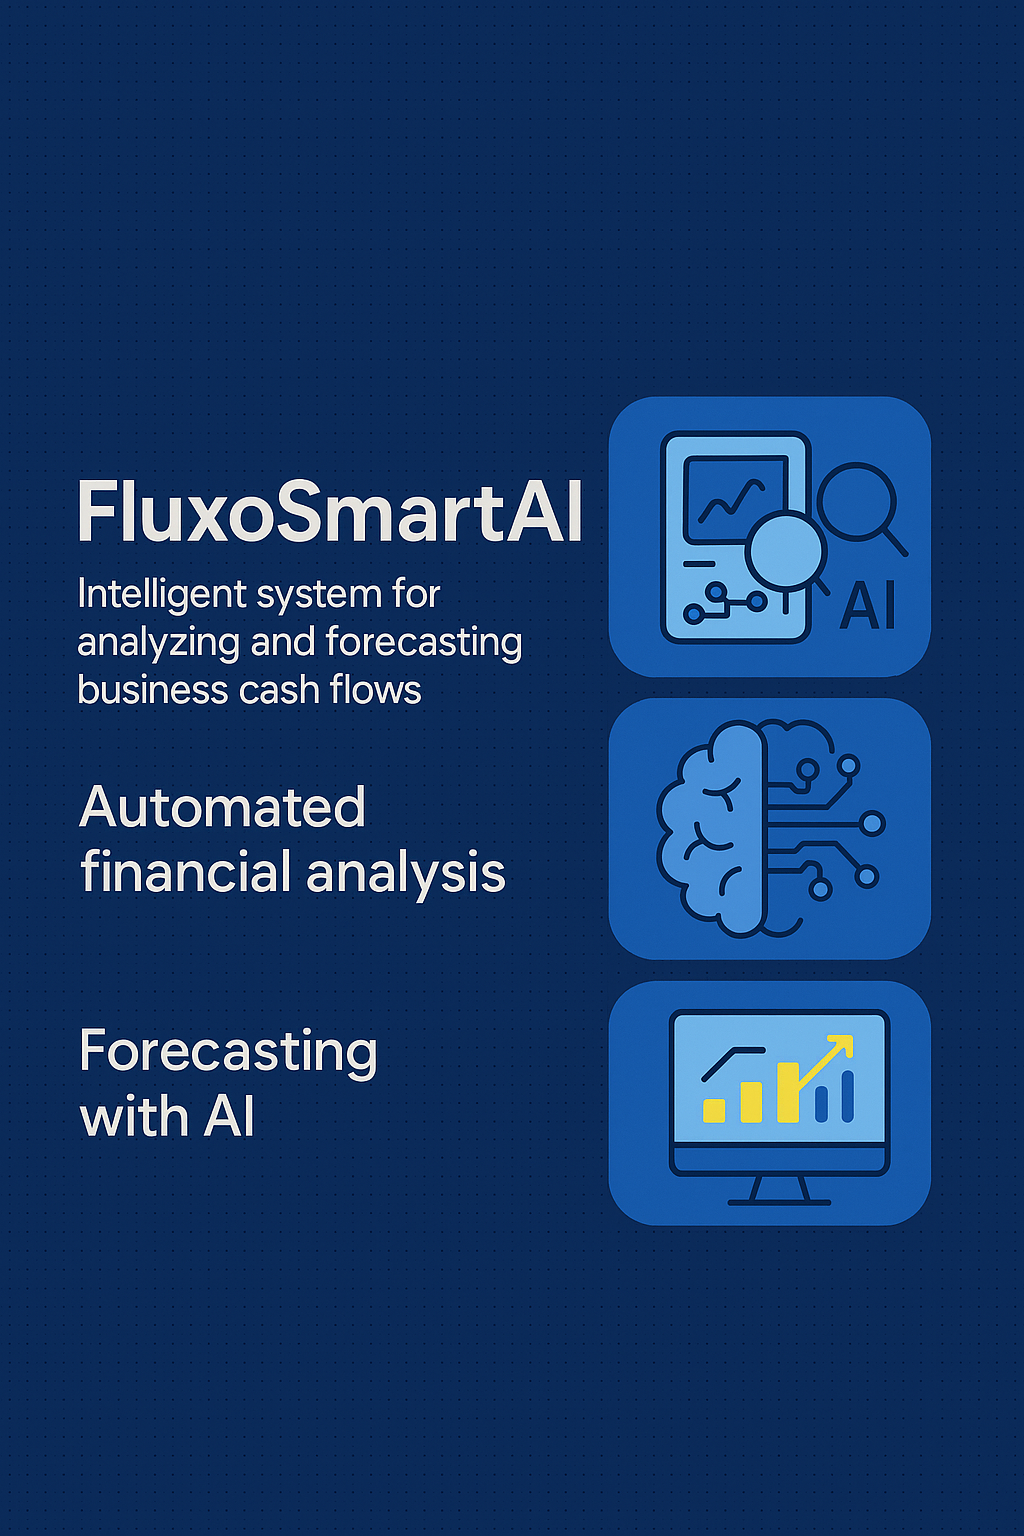 FluxoSmartAI
Intelligent system for
analyzing and forecasting
business cash flows
AI
Automated
financial analysis
Forecasting
with AI